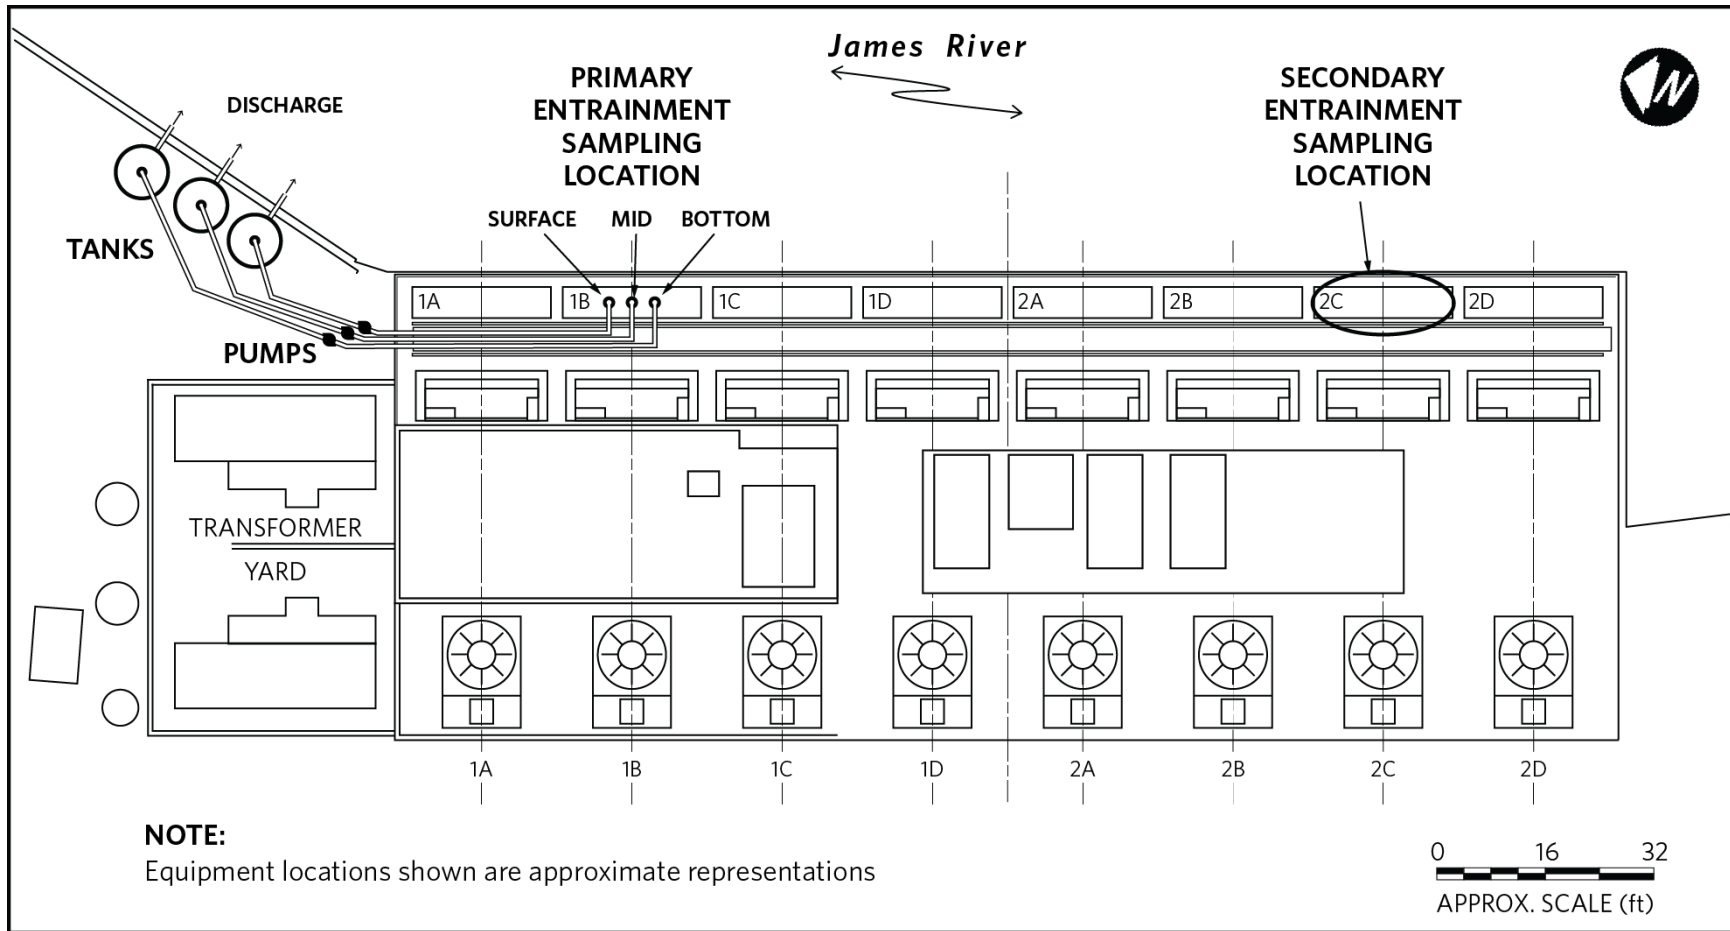 James River
PRIMARY
ENTRAINMENT
SAMPLING
LOCATION
SECONDARY
ENTRAINMENT
SAMPLING
LOCATION
N
DISCHARGE
SURFACE MID BOTTOM
TANKS
1A 1B 1C 1D 2A 2B 2C 2D
PUMPS
TRANSFORMER
YARD
1A 1B 1C 1D 2A 2B 2C 2D
NOTE:
Equipment locations shown are approximate representations
0 16 32
APPROX. SCALE (ft)